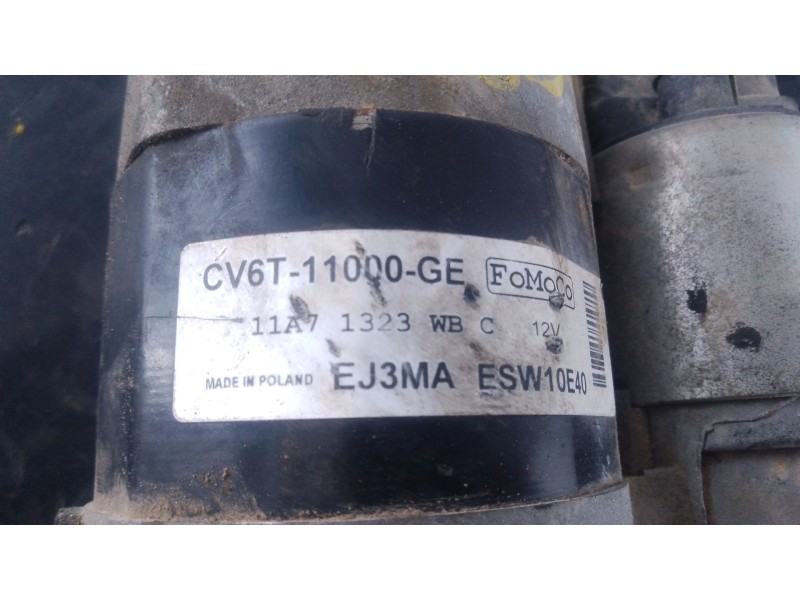 CV6T-11000-GE FoMoCo
11A7 1323 WB C 12V
MADE IN POLAND EJ3MA ESW10E40